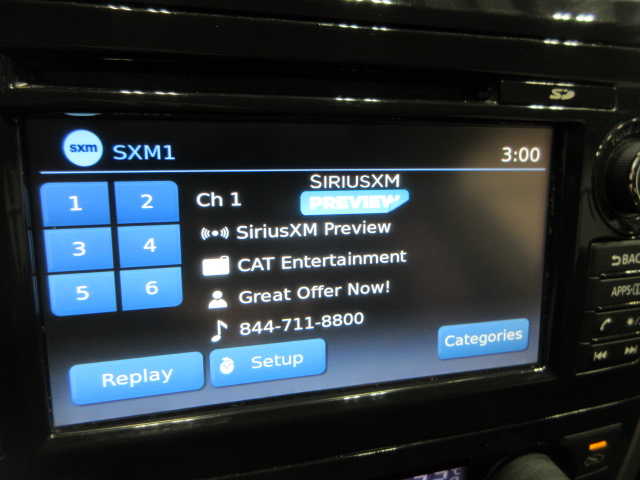 SD
sxm SXM1 3:00
1 2
3 4
5 6
Ch 1
SIRIUSXM
PREVIEW
SiriusXM Preview
CAT Entertainment
Great Offer Now!
844-711-8800
Replay
Setup
Categories
BAC
APPS